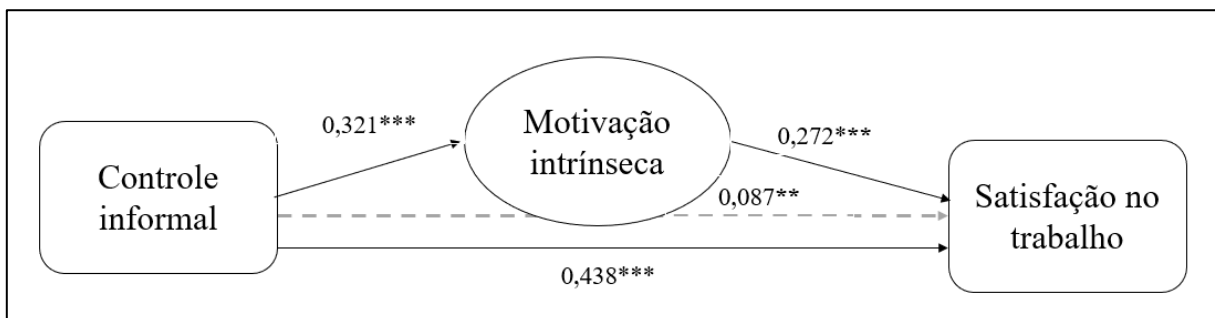 Controle
informal
0,321***
Motivação
intrínseca
0,272***
0,087**
0,438***
Satisfação no
trabalho